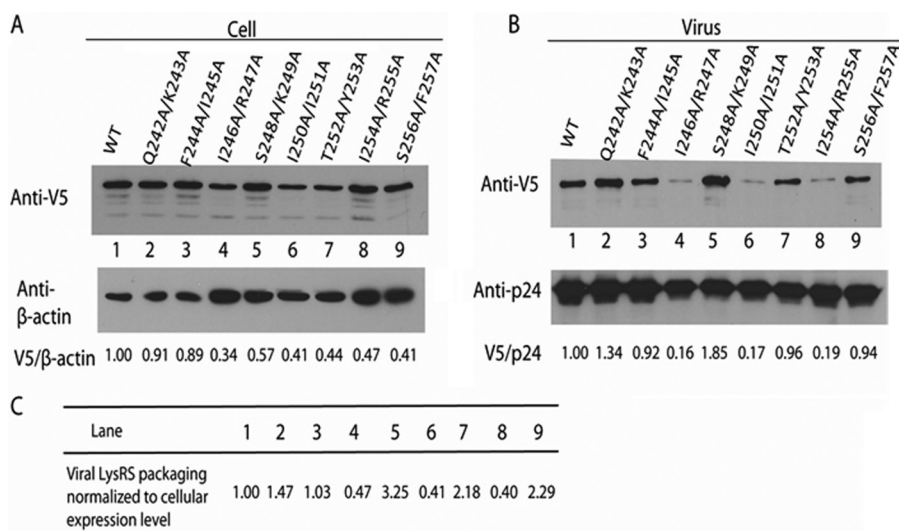 A
Cell
WT
Q242A/K243A
F244A/I245A
I246A/R247A
S248A/K249A
I250A/I251A
T252A/Y253A
I254A/R255A
S256A/F257A
Anti-V5
1 2 3 4 5 6 7 8 9
Anti-
β-actin
V5/β-actin 1.00 0.91 0.89 0.34 0.57 0.41 0.44 0.47 0.41
B
Virus
WT
Q242A/K243A
F244A/I245A
I246A/R247A
S248A/K249A
I250A/I251A
T252A/Y253A
I254A/R255A
S256A/F257A
Anti-V5
1 2 3 4 5 6 7 8 9
Anti-p24
V5/p24 1.00 1.34 0.92 0.16 1.85 0.17 0.96 0.19 0.94
C
Lane 1 2 3 4 5 6 7 8 9
Viral LysRS packaging
normalized to cellular 1.00 1.47 1.03 0.47 3.25 0.41 2.18 0.40 2.29
expression level